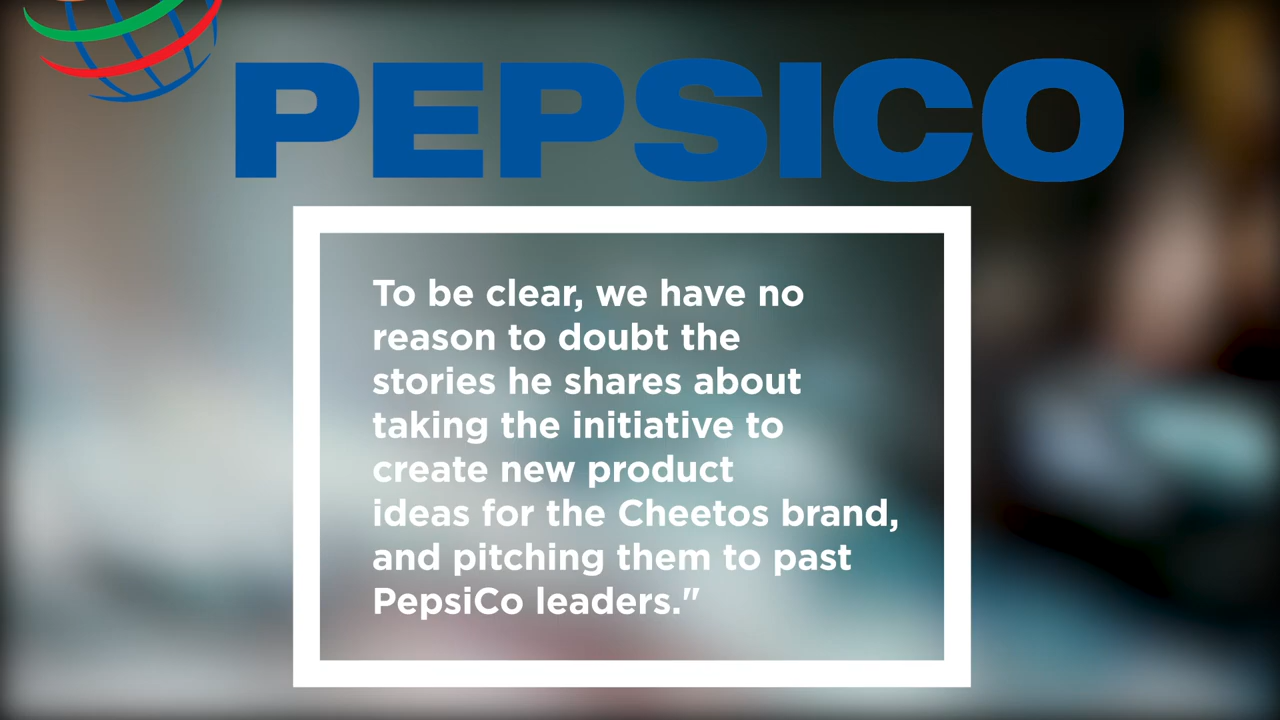 PEPSICO
To be clear, we have no
reason to doubt the
stories he shares about
taking the initiative to
create new product
ideas for the Cheetos brand,
and pitching them to past
PepsiCo leaders."